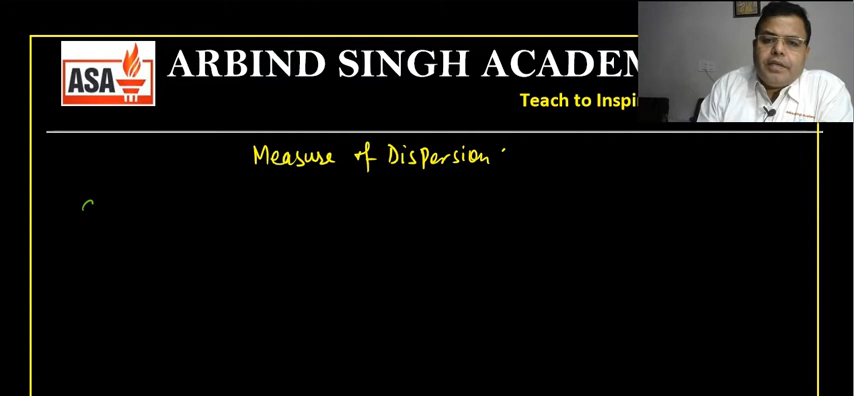 ASA ARBIND SINGH ACADEM
Teach to Inspi
Measure of Dispersion